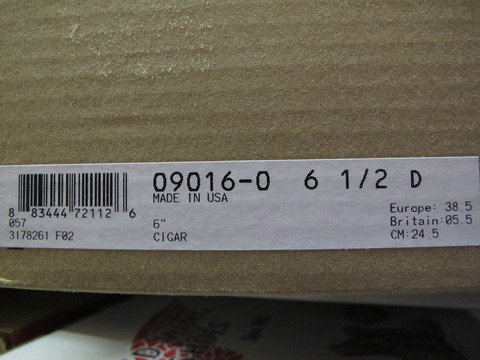 09016-0 6 1/2 D
MADE IN USA
8 83444 72112 6
Europe: 38.5
057
6"
Britain:05.5
3178261 F02
CIGAR
CM:24.5